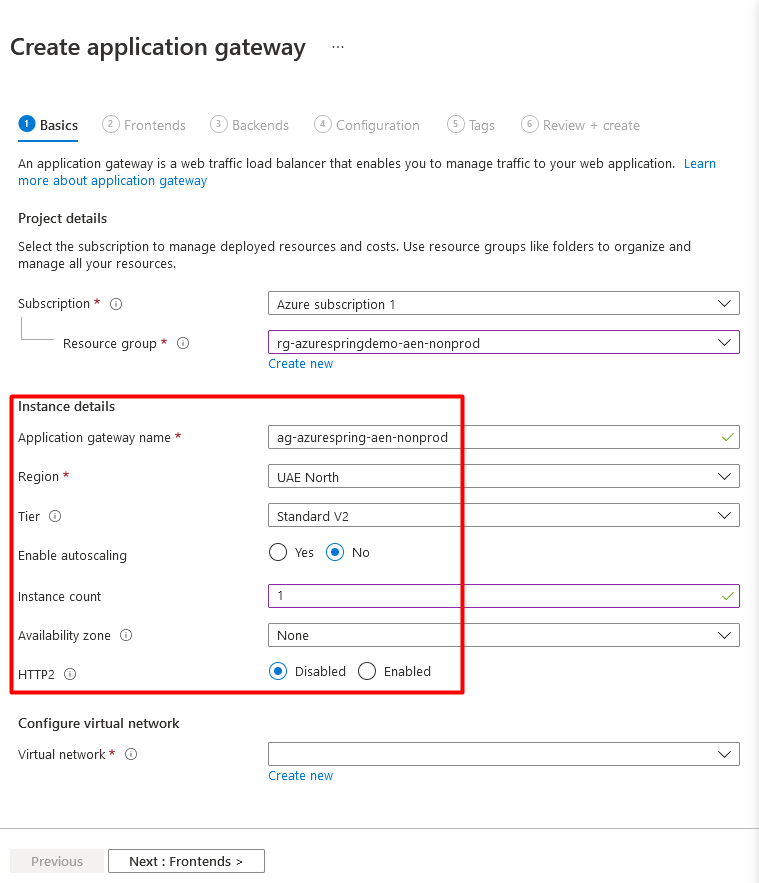 Create application gateway ...
1 Basics 2 Frontends 3 Backends 4 Configuration 5 Tags 6 Review + create
An application gateway is a web traffic load balancer that enables you to manage traffic to your web application. Learn
more about application gateway
Project details
Select the subscription to manage deployed resources and costs. Use resource groups like folders to organize and
manage all your resources.
Subscription * Azure subscription 1
Resource group * rg-azurespringdemo-aen-nonprod
Create new
Instance details
Application gateway name * ag-azurespring-aen-nonprod
Region * UAE North
Tier Standard V2
Enable autoscaling Yes No
Instance count 1
Availability zone None
HTTP2 Disabled Enabled
Configure virtual network
Virtual network *
Create new
Previous Next : Frontends >